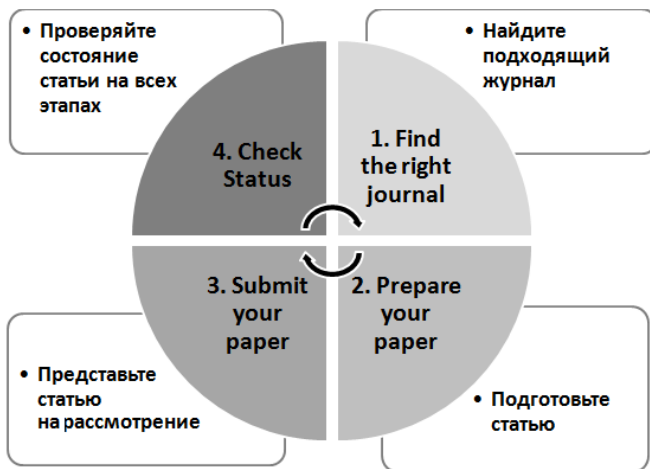 • Проверяйте
состояние
статьи на всех
этапах
• Найдите
подходящий
журнал
4. Check
Status
1. Find
the right
journal
3. Submit
your
paper
2. Prepare
your
paper
• Представьте
статью
на рассмотрение
• Подготовьте
статью